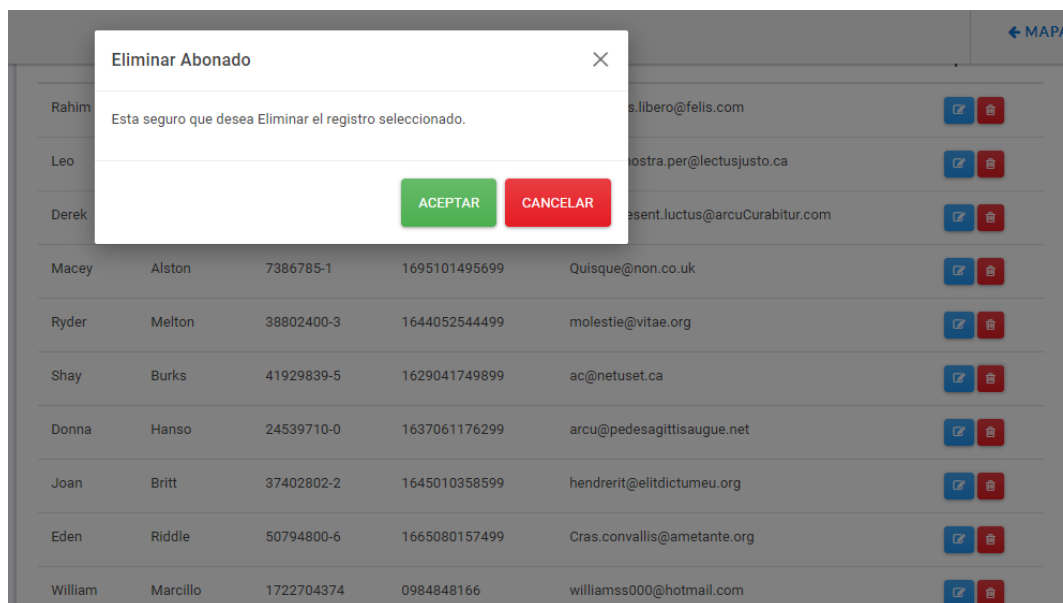 MAPA
Eliminar Abonado
Rahim s.libero@felis.com
Esta seguro que desea Eliminar el registro seleccionado.
Leo nostra.per@lectusjusto.ca
ACEPTAR CANCELAR
Derek esent.luctus@arcuCurabitur.com
Macey Alston 7386785-1 1695101495699 Quisque@non.co.uk
Ryder Melton 38802400-3 1644052544499 molestie@vitae.org
Shay Burks 41929839-5 1629041749899 ac@netuset.ca
Donna Hanso 24539710-0 1637061176299 arcu@pedesagittisaugue.net
Joan Britt 37402802-2 1645010358599 hendrerit@elitdictumeu.org
Eden Riddle 50794800-6 1665080157499 Cras.convallis@ametante.org
William Marcillo 1722704374 0984848166 williamss000@hotmail.com